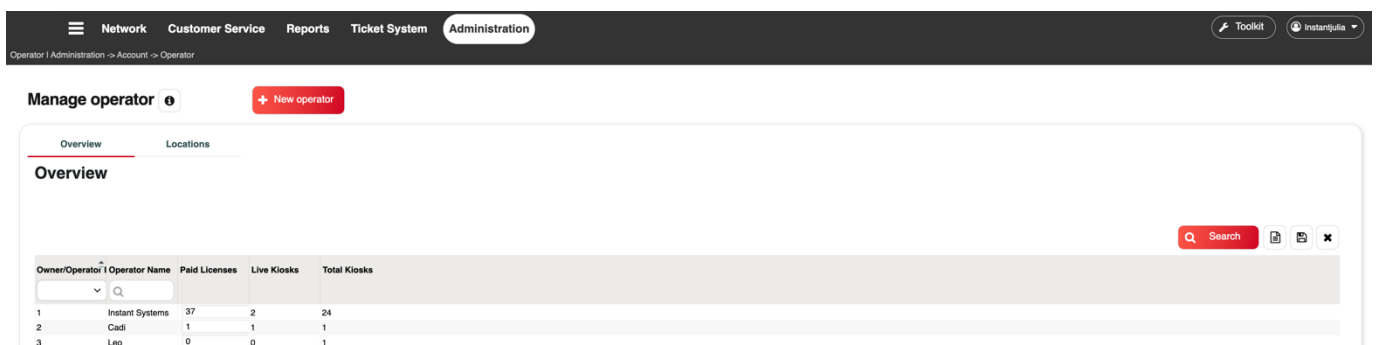 Network Customer Service Reports Ticket System Administration Toolkit Instantjulia
Operator I Administration -> Account -> Operator
Manage operator New operator
Overview Locations
Overview
Search
Owner/Operator I Operator Name Paid Licenses Live Kiosks Total Kiosks
1 Instant Systems 37 2 24
2 Cadi 1 1 1
3 Leo 0 0 1